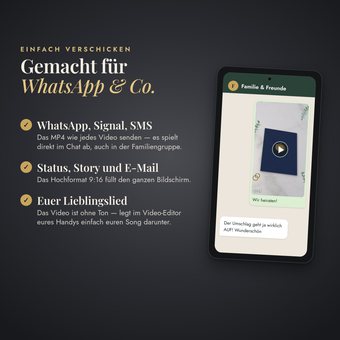 EINFACH VERSCHICKEN
Gemacht für
WhatsApp & Co.
WhatsApp, Signal, SMS
Das MP4 wie jedes Video senden — es spielt
direkt im Chat ab, auch in der Familiengruppe.
Status, Story und E-Mail
Das Hochformat 9:16 füllt den ganzen Bildschirm.
Euer Lieblingslied
Das Video ist ohne Ton — legt im Video-Editor
eures Handys einfach euren Song darunter.
F Familie & Freunde
Wir heiraten!
Der Umschlag geht ja wirklich
AUF! Wunderschön